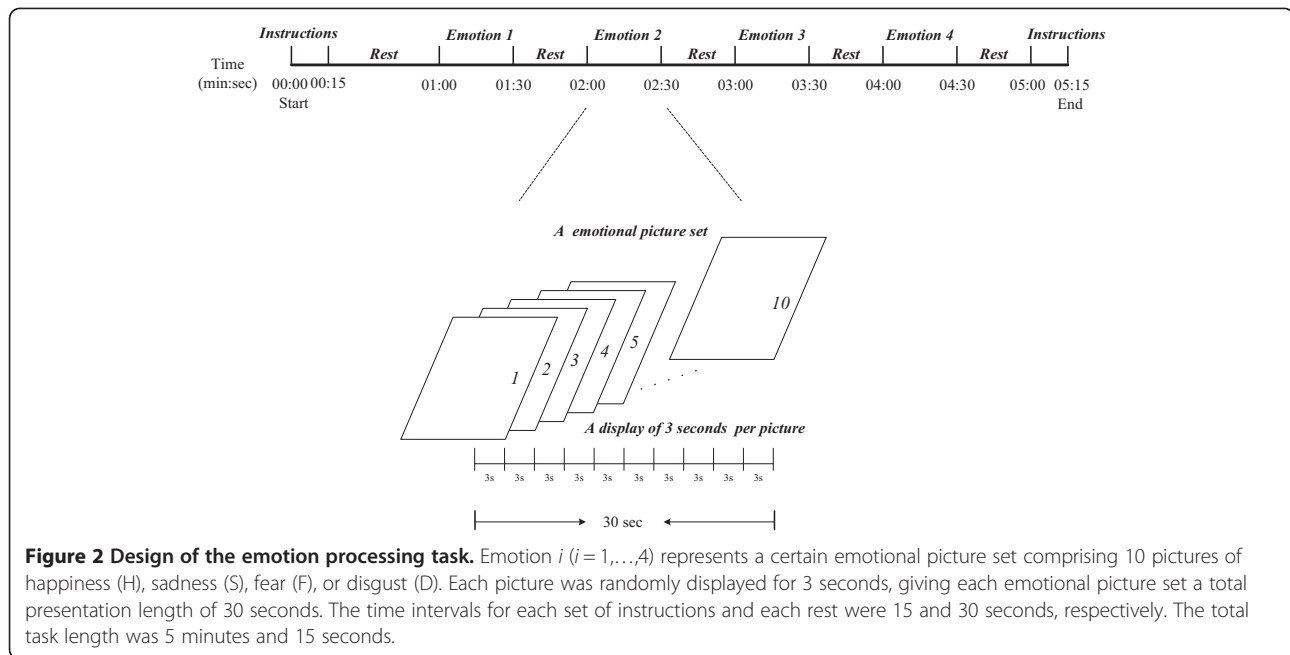 Instructions Emotion 1 Emotion 2 Emotion 3 Emotion 4 Instructions
Rest Rest Rest Rest Rest
Time
(min:sec) 00:00 00:15 01:00 01:30 02:00 02:30 03:00 03:30 04:00 04:30 05:00 05:15
Start End
A emotional picture set
1 2 3 4 5 . . . . . 10
A display of 3 seconds per picture
3s 3s 3s 3s 3s 3s 3s 3s 3s 3s
30 sec
Figure 2 Design of the emotion processing task. Emotion i (i = 1,...,4) represents a certain emotional picture set comprising 10 pictures of
happiness (H), sadness (S), fear (F), or disgust (D). Each picture was randomly displayed for 3 seconds, giving each emotional picture set a total
presentation length of 30 seconds. The time intervals for each set of instructions and each rest were 15 and 30 seconds, respectively. The total
task length was 5 minutes and 15 seconds.